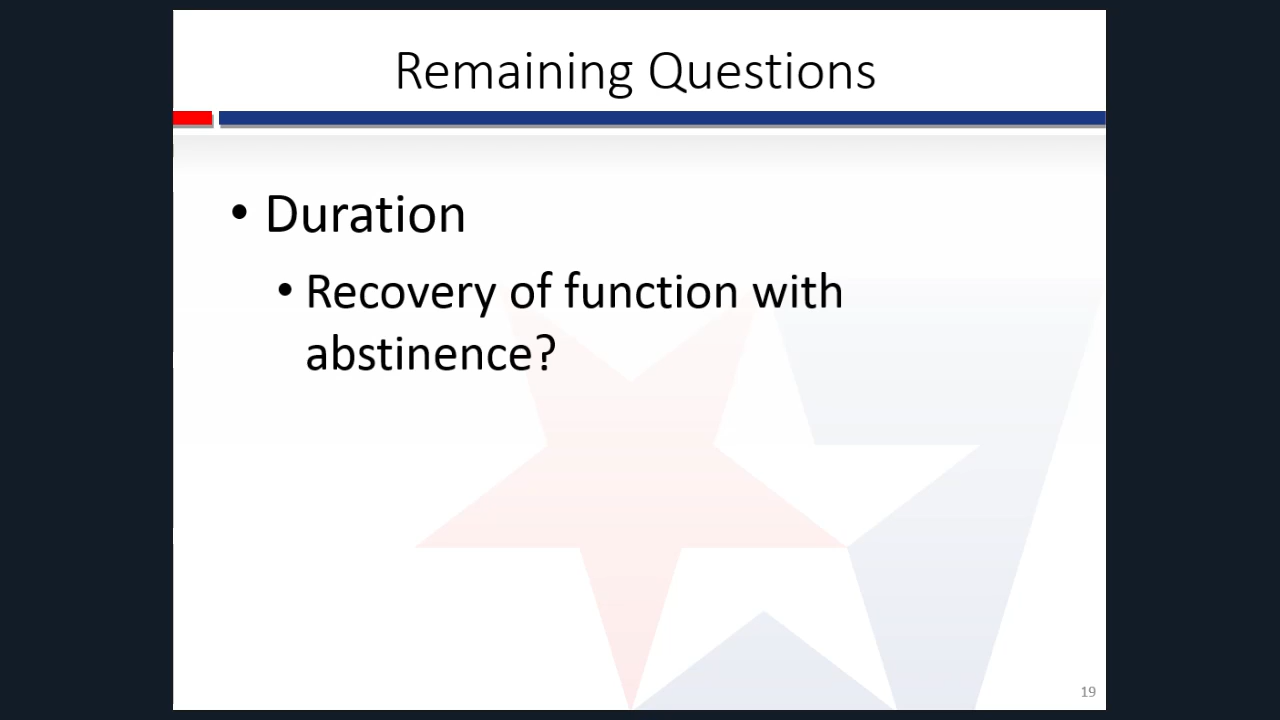 Remaining Questions
• Duration
• Recovery of function with
abstinence?
19